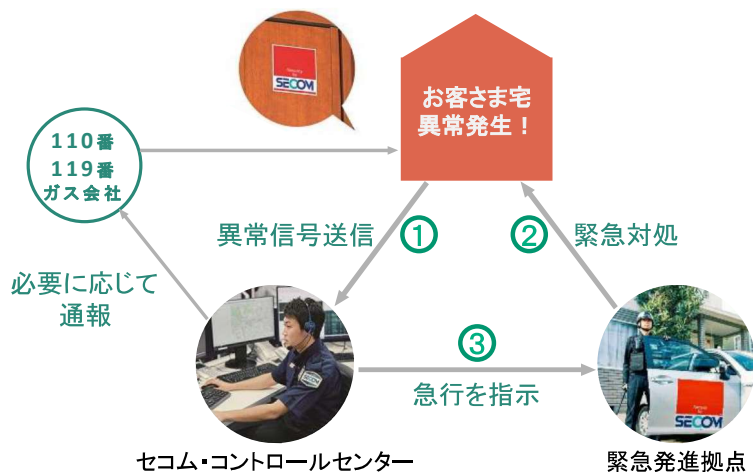 SECOM
お客さま宅
異常発生！
110番
119番
ガス会社
異常信号送信
①
②
緊急対処
必要に応じて
通報
③
急行を指示
SECOM
SECOM
セコム・コントロールセンター
緊急発進拠点